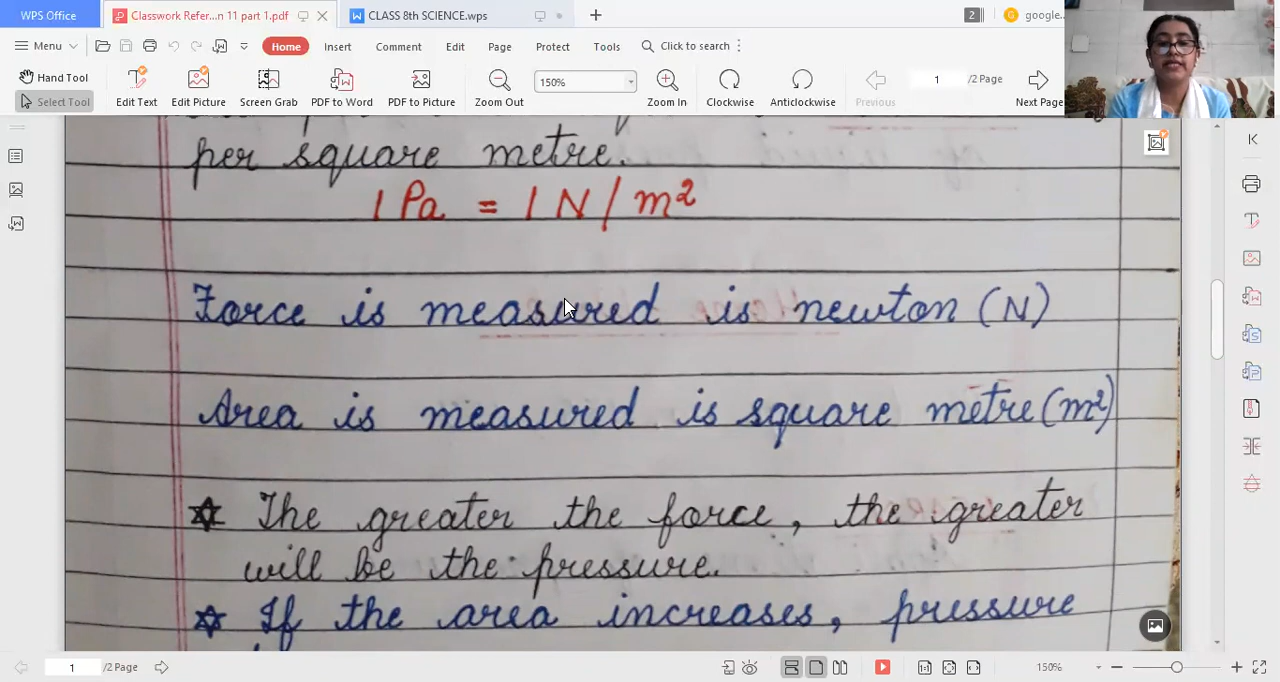 WPS Office
Classwork Refer...n 11 part 1.pdf
CLASS 8th SCIENCE.wps
2
google..
Menu
Home
Insert
Comment
Edit
Page
Protect
Tools
Click to search
Hand Tool
Select Tool
Edit Text
Edit Picture
Screen Grab
PDF to Word
PDF to Picture
Zoom Out
150%
Zoom In
Clockwise
Anticlockwise
Previous
1
/2 Page
Next Page
per square metre.
1 Pa = 1 N/m²
Force is measured is newton (N)
Area is measured is square metre (m²)
The greater the force, the greater
will be the pressure.
If the area increases, pressure
1
/2 Page
150%